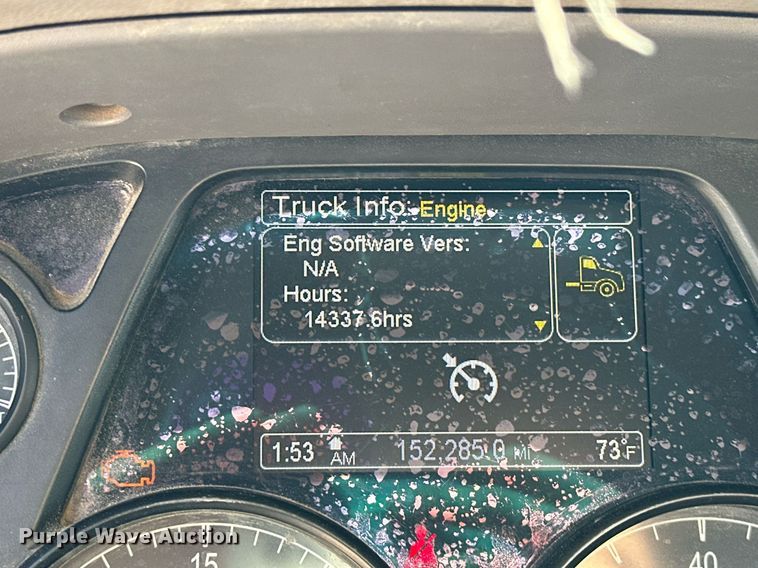 Truck Info: Engine
Eng Software Vers:
N/A
Hours:
14337.6hrs
1:53 AM 152,285.0 MI 73°F
Purple Wave Auction
15
40